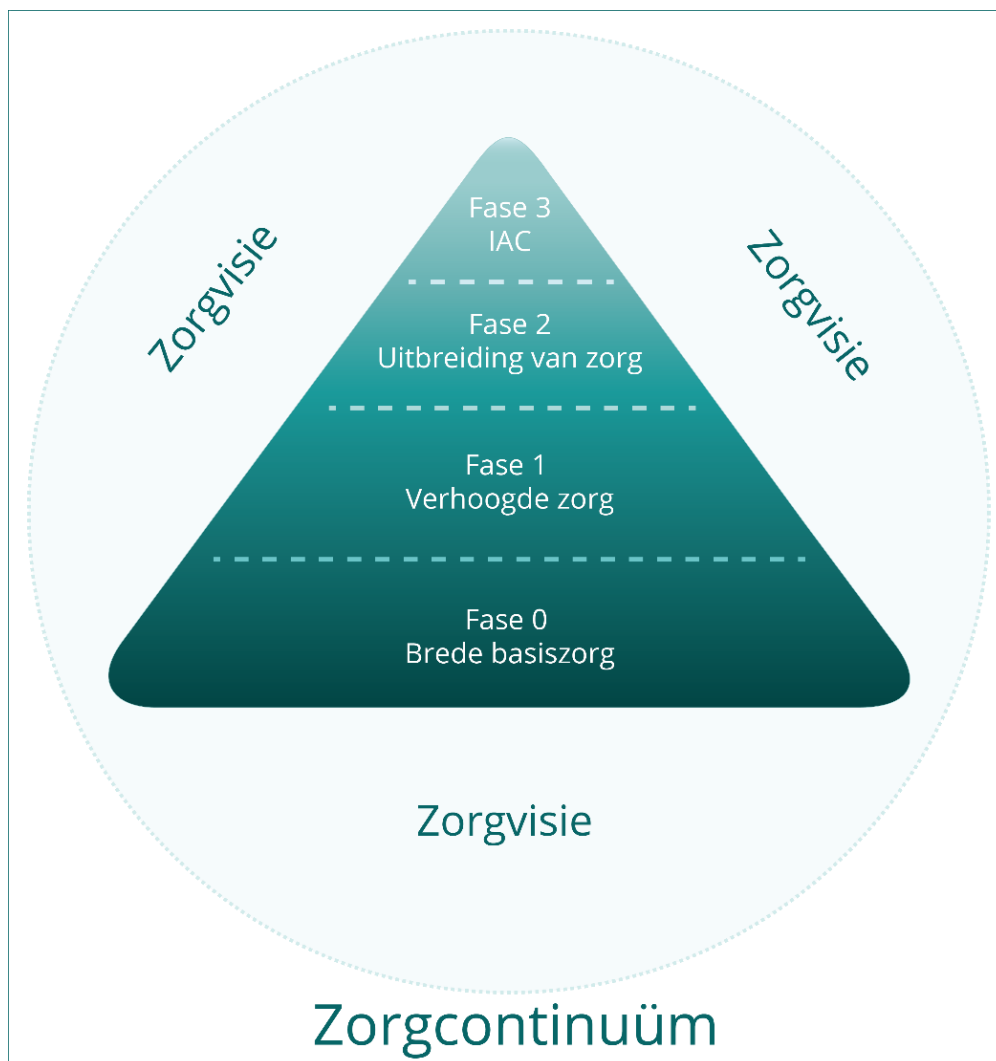 Fase 3
IAC
Zorgvisie
Zorgvisie
Fase 2
Uitbreiding van zorg
Fase 1
Verhoogde zorg
Fase 0
Brede basiszorg
Zorgvisie
Zorgcontinuüm